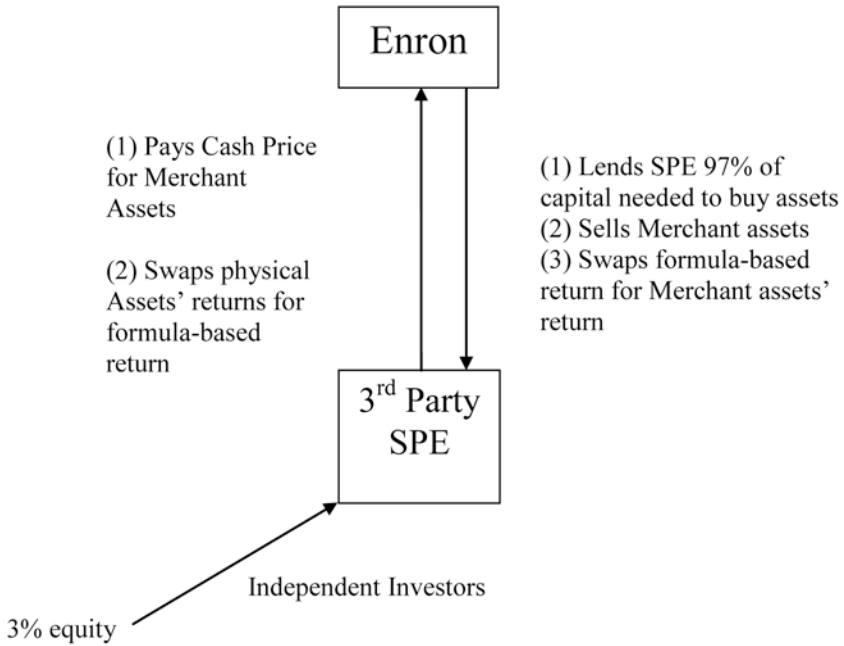 Enron
(1) Pays Cash Price
for Merchant
Assets
(2) Swaps physical
Assets’ returns for
formula-based
return
(1) Lends SPE 97% of
capital needed to buy assets
(2) Sells Merchant assets
(3) Swaps formula-based
return for Merchant assets’
return
3rd Party
SPE
Independent Investors
3% equity